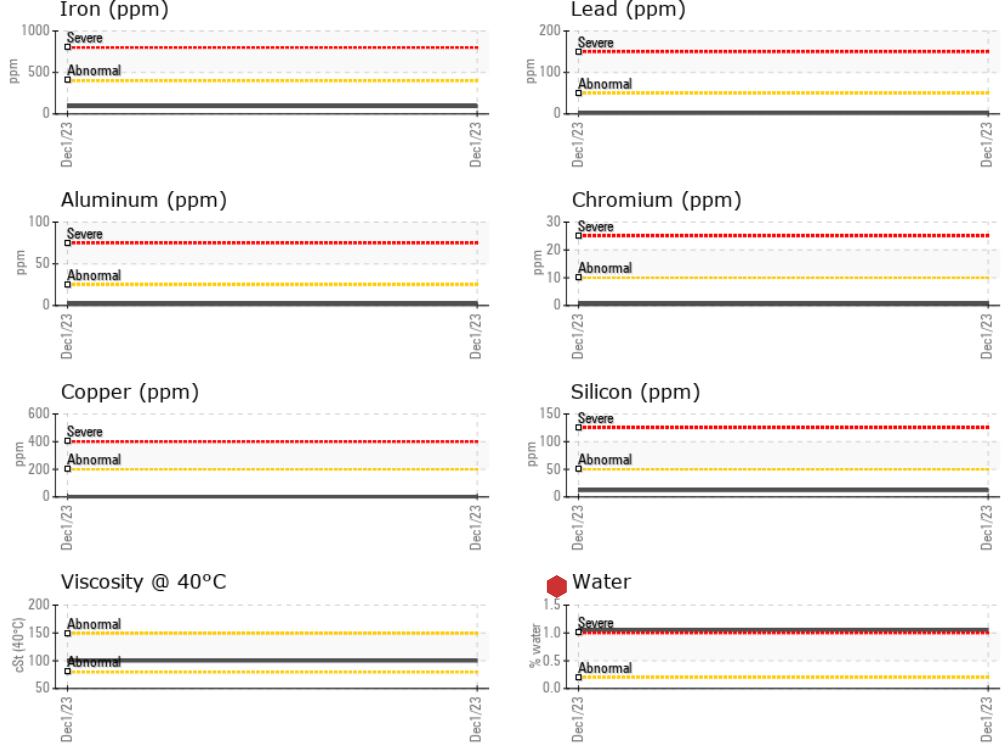 Iron (ppm)
1000
500
0
ppm
Severe
Abnormal
Dec1/23
Dec1/23
Lead (ppm)
200
100
0
ppm
Severe
Abnormal
Dec1/23
Dec1/23
Aluminum (ppm)
100
50
0
ppm
Severe
Abnormal
Dec1/23
Dec1/23
Chromium (ppm)
30
20
10
0
ppm
Severe
Abnormal
Dec1/23
Dec1/23
Copper (ppm)
600
400
200
0
ppm
Severe
Abnormal
Dec1/23
Dec1/23
Silicon (ppm)
150
100
50
0
ppm
Severe
Abnormal
Dec1/23
Dec1/23
Viscosity @ 40°C
200
150
100
50
cSt (40°C)
Abnormal
Abnormal
Dec1/23
Dec1/23
Water
1.5
1.0
0.5
0.0
% water
Severe
Abnormal
Dec1/23
Dec1/23